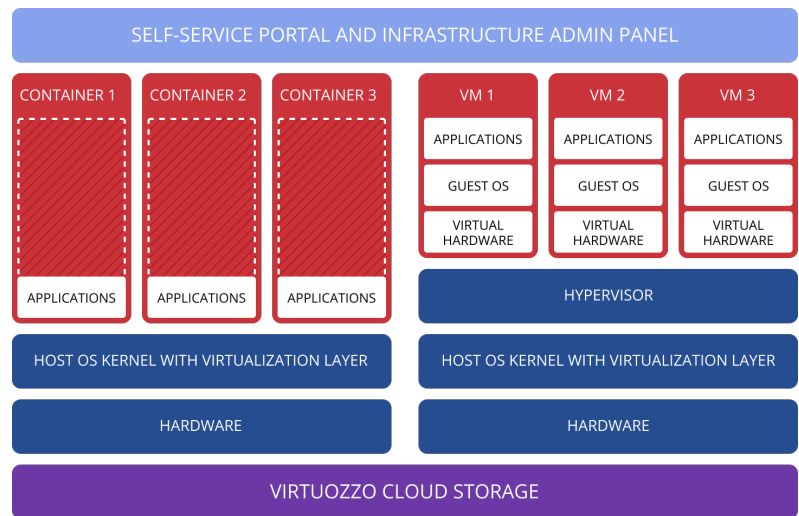 SELF-SERVICE PORTAL AND INFRASTRUCTURE ADMIN PANEL
CONTAINER 1
CONTAINER 2
CONTAINER 3
APPLICATIONS
APPLICATIONS
APPLICATIONS
HOST OS KERNEL WITH VIRTUALIZATION LAYER
HARDWARE
VM 1
VM 2
VM 3
APPLICATIONS
APPLICATIONS
APPLICATIONS
GUEST OS
GUEST OS
GUEST OS
VIRTUAL
HARDWARE
VIRTUAL
HARDWARE
VIRTUAL
HARDWARE
HYPERVISOR
HOST OS KERNEL WITH VIRTUALIZATION LAYER
HARDWARE
VIRTUOZZO CLOUD STORAGE